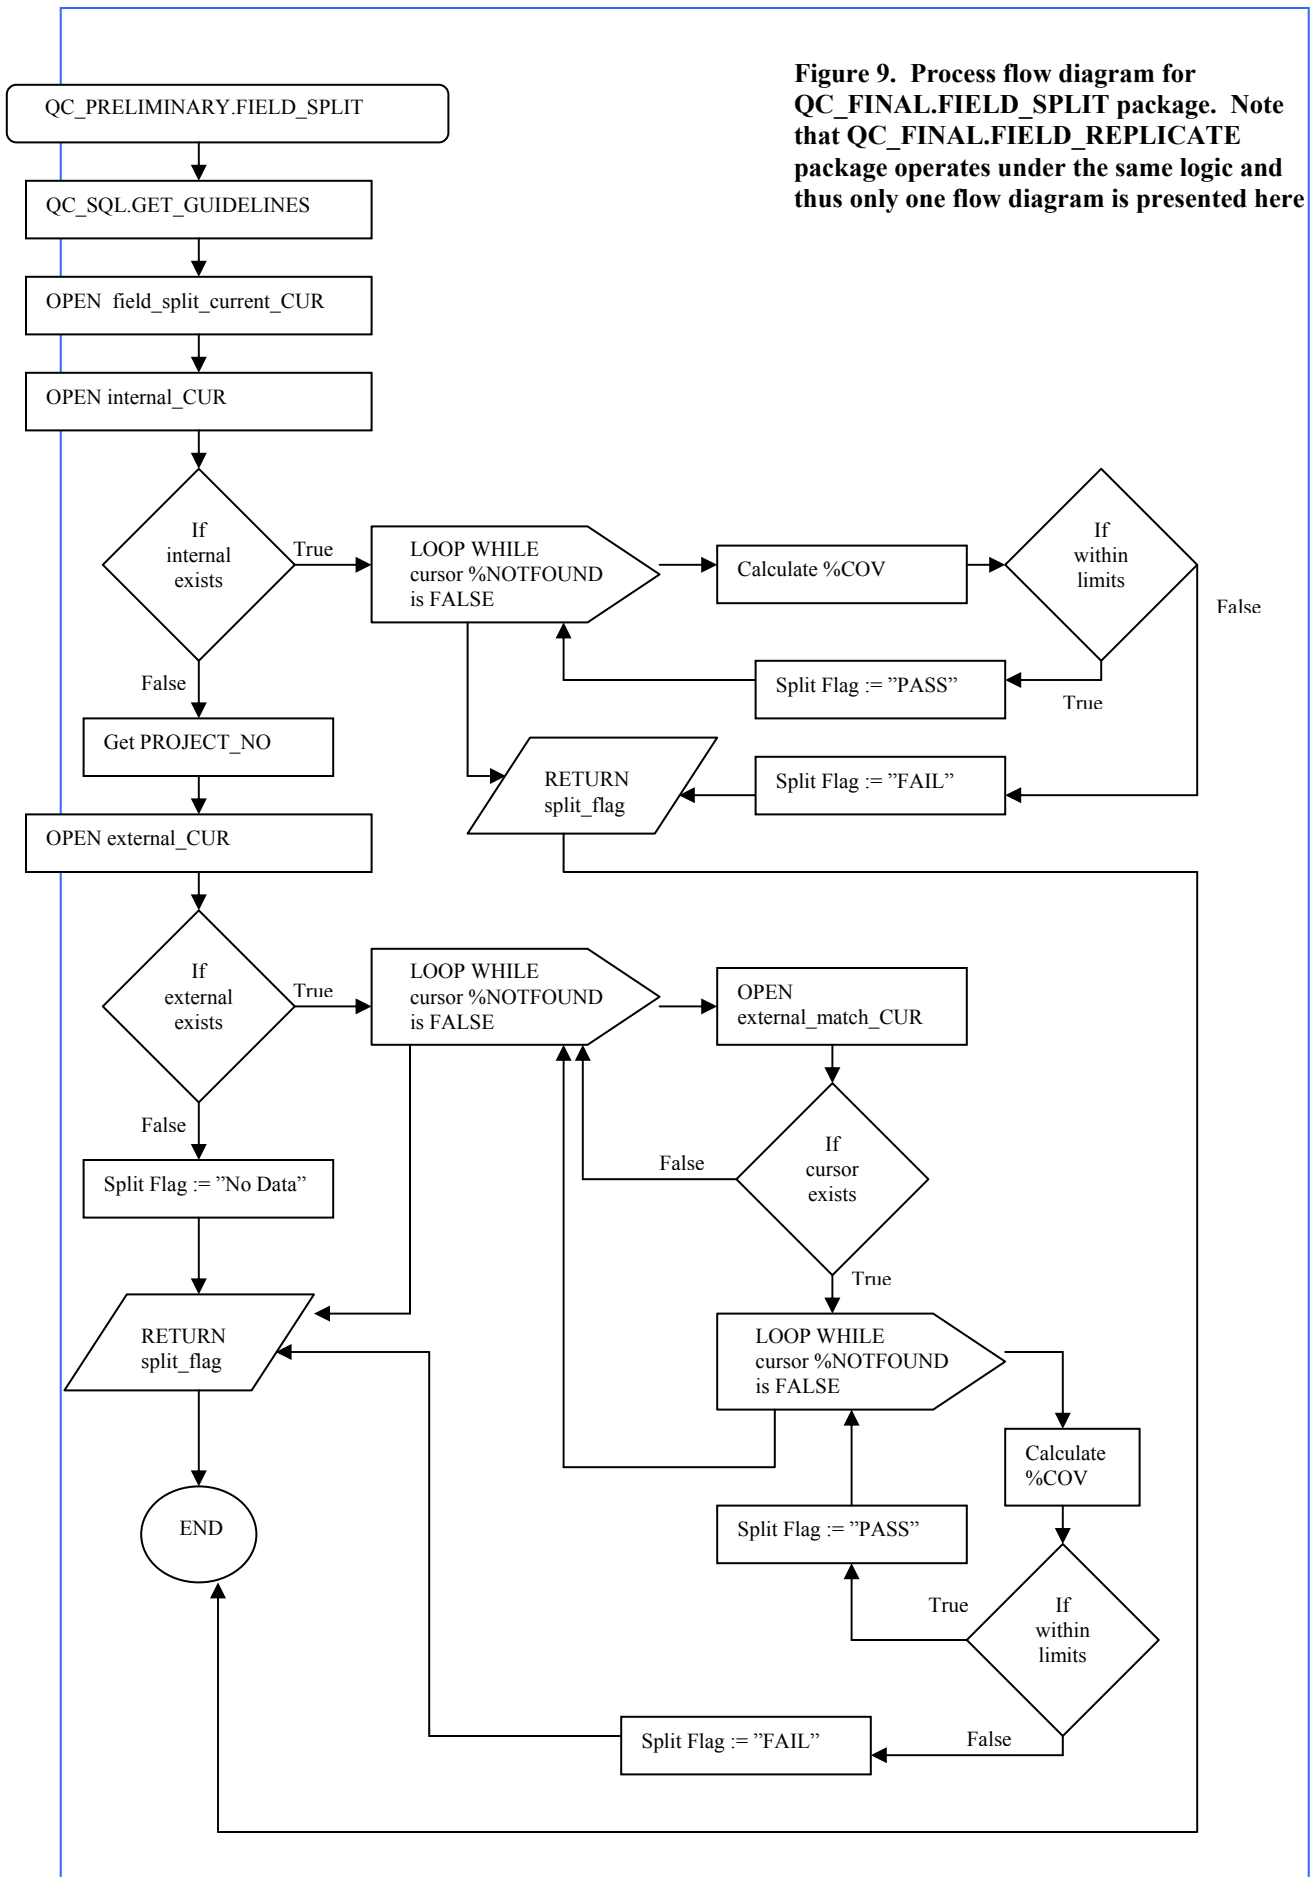 Figure 9.  Process flow diagram for
QC_FINAL.FIELD_SPLIT package.  Note
that QC_FINAL.FIELD_REPLICATE
package operates under the same logic and
thus only one flow diagram is presented here
QC_PRELIMINARY.FIELD_SPLIT
QC_SQL.GET_GUIDELINES
OPEN  field_split_current_CUR
OPEN internal_CUR
If
internal
exists
True
LOOP WHILE
cursor %NOTFOUND
is FALSE
Calculate %COV
If
within
limits
False
True
Split Flag := ”PASS”
Split Flag := ”FAIL”
RETURN
split_flag
False
Get PROJECT_NO
OPEN external_CUR
If
external
exists
True
LOOP WHILE
cursor %NOTFOUND
is FALSE
OPEN
external_match_CUR
If
cursor
exists
False
True
False
Split Flag := ”No Data”
RETURN
split_flag
END
LOOP WHILE
cursor %NOTFOUND
is FALSE
Calculate
%COV
Split Flag := ”PASS”
True
If
within
limits
False
Split Flag := ”FAIL”